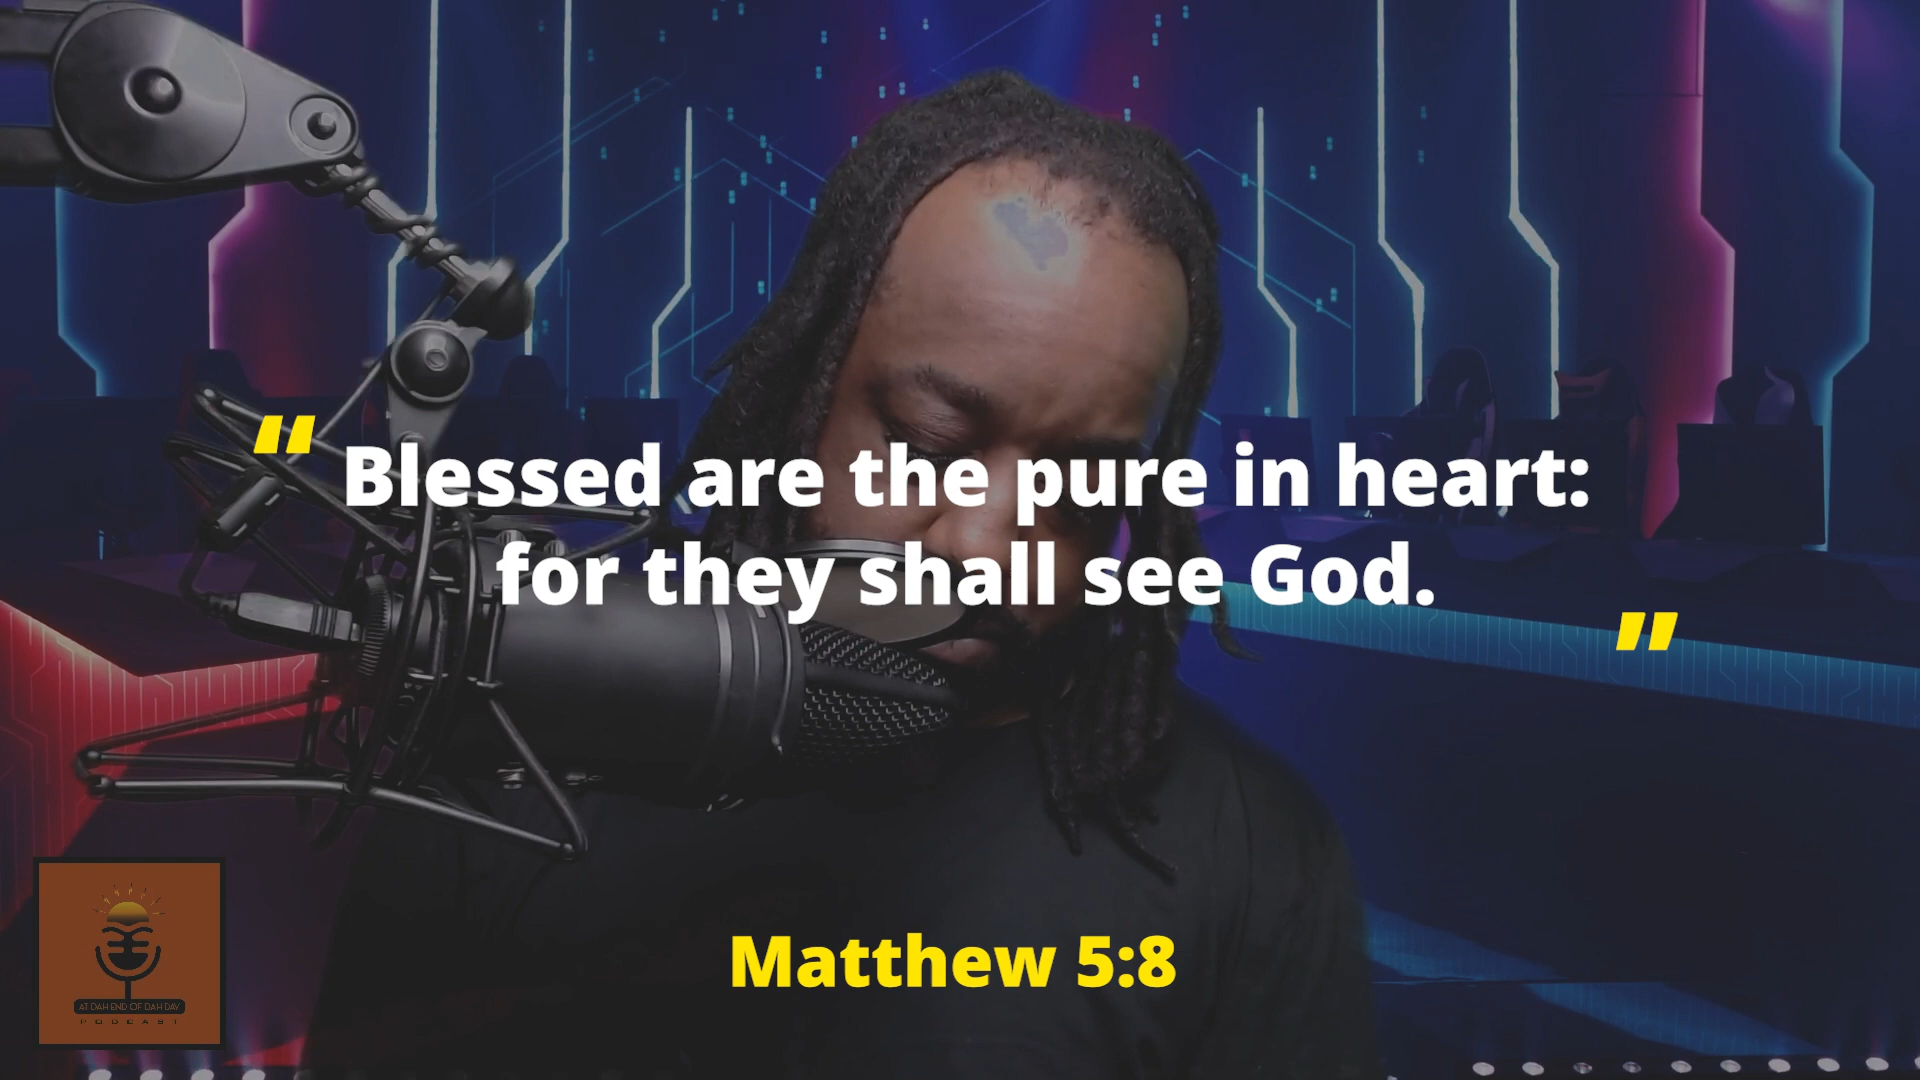 “ Blessed are the pure in heart:
for they shall see God. ”
Matthew 5:8
AT DAH END OF DAH DAY
PODCAST